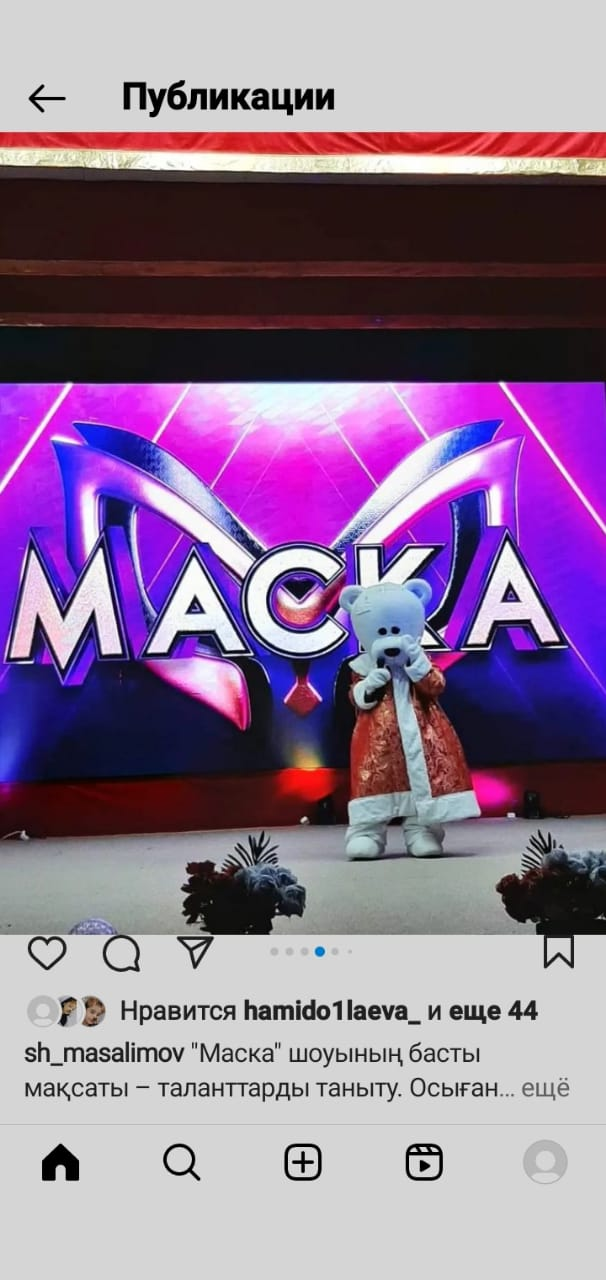 Публикации
МАСКА
Нравится hamido1laeva_ и еще 44
sh_masalimov "Маска" шоуының басты
мақсаты – таланттарды таныту. Осыған... ещё